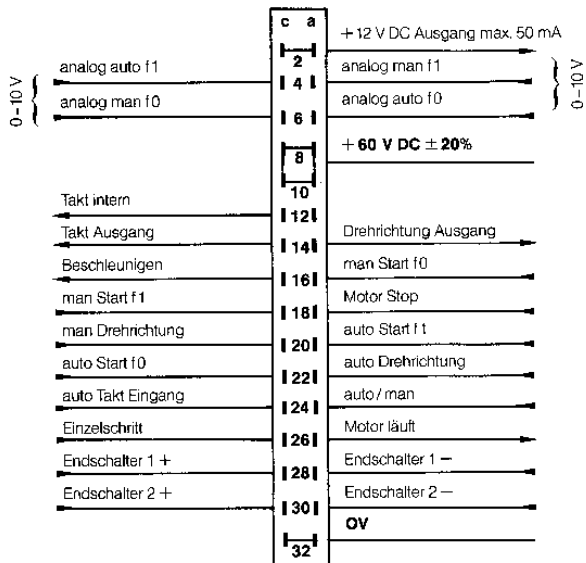 c a
+ 12 V DC Ausgang max. 50 mA
2
analog auto f1 4 analog man f1
0-10 V
0-10 V
analog man f0 6 analog auto f0
8 + 60 V DC ± 20%
10
Takt intern 12
Takt Ausgang 14 Drehrichtung Ausgang
Beschleunigen 16 man Start f0
man Start f1 18 Motor Stop
man Drehrichtung 20 auto Start f1
auto Start f0 22 auto Drehrichtung
auto Takt Eingang 24 auto / man
Einzelschritt 26 Motor läuft
Endschalter 1 + 28 Endschalter 1 −
Endschalter 2 + 30 Endschalter 2 −
OV
32